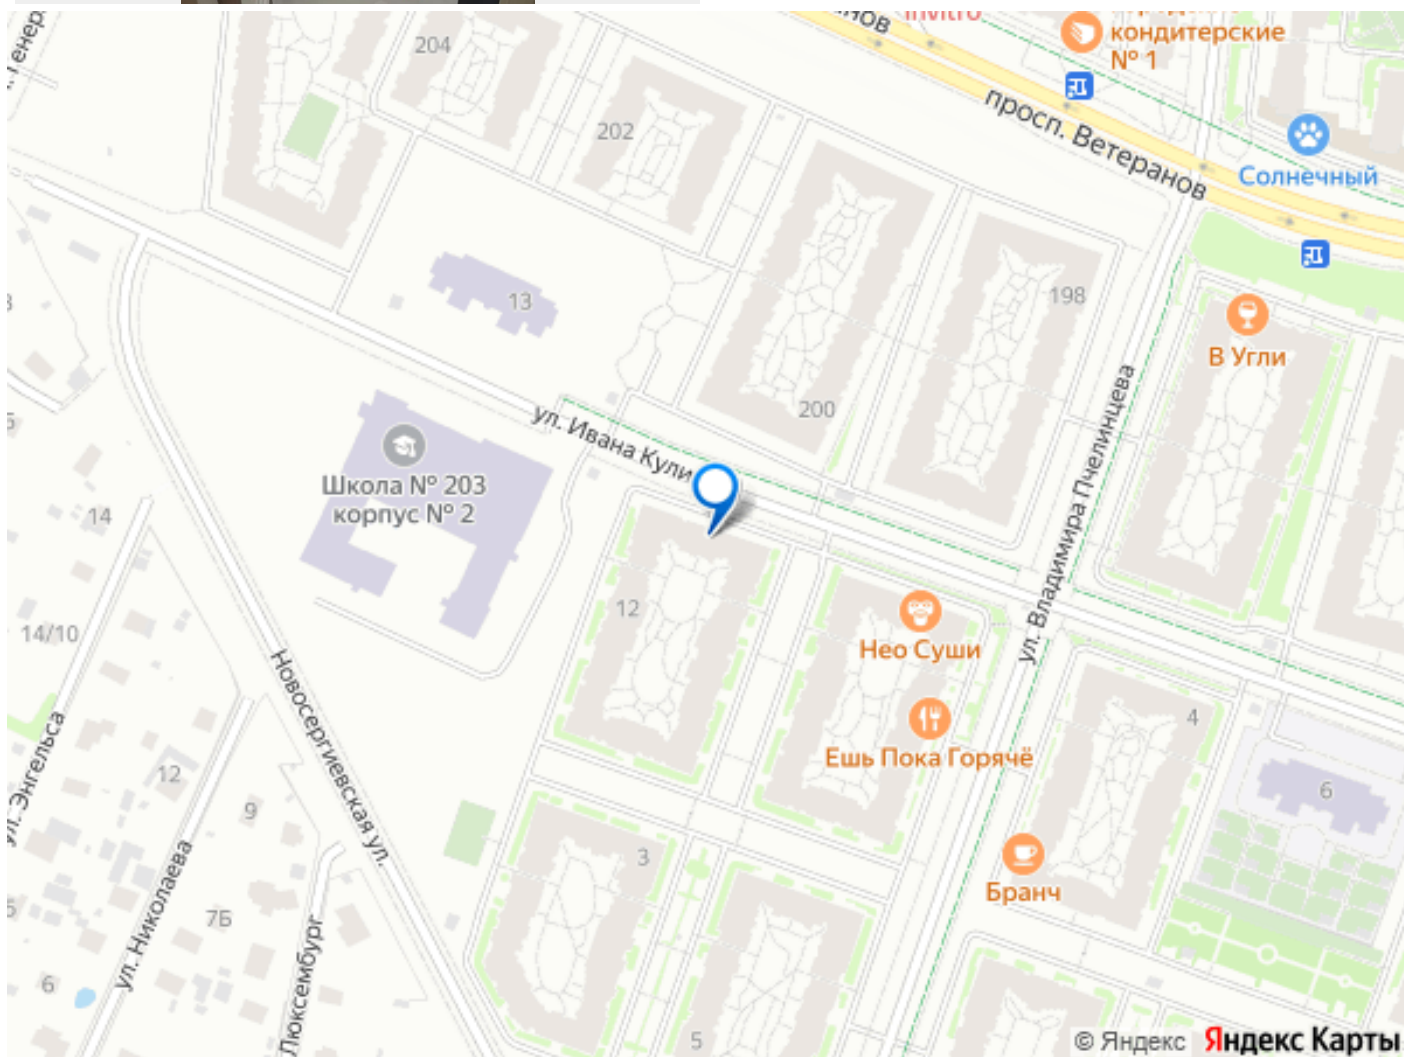 Invitro
кондитерские
№ 1
204
просп. Ветеранов
202
Солнечный
13
198
В Угли
ул. Ивана Кули
200
Школа № 203
корпус № 2
ул. Владимира Пчелинцева
14
12
14/10
Нео Суши
Новосергиевская ул.
4
ул. Энгельса
Ешь Пока Горячё
12
6
9
3
Бранч
ул. Николаева
7Б
Люксембург
6
5
© Яндекс Яндекс Карты